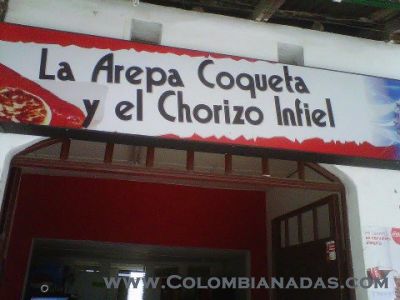 La Arepa Coqueta
y el Chorizo Infiel
www.Colombianadas.com